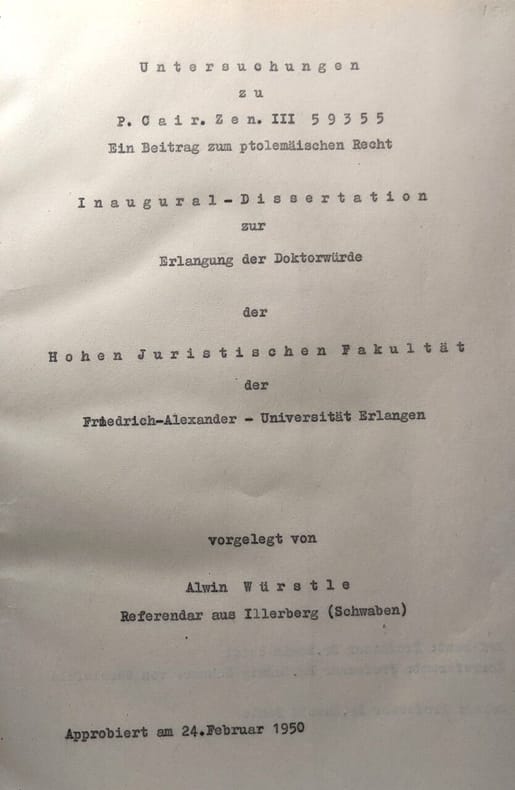 Untersuchungen
zu
P. Cair. Zen. III 59355
Ein Beitrag zum ptolemäischen Recht
Inaugural-Dissertation
zur
Erlangung der Doktorwürde
der
Hohen Juristischen Fakultät
der
Friedrich-Alexander - Universität Erlangen
vorgelegt von
Alwin Würstle
Referendar aus Illerberg (Schwaben)
Approbiert am 24.Februar 1950